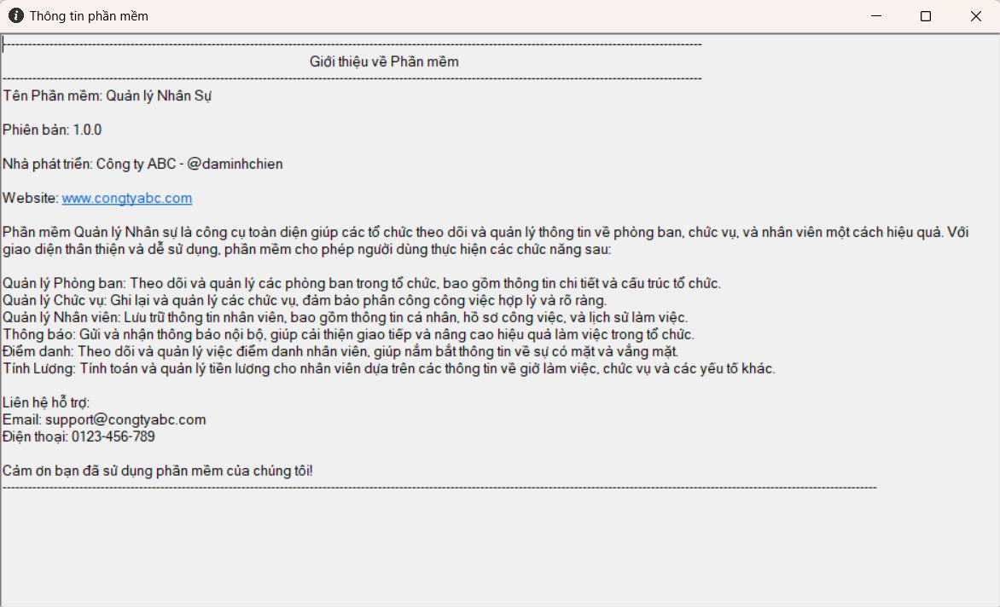 Thông tin phần mềm
--------------------------------------------------------------------------------
Giới thiệu về Phần mềm
--------------------------------------------------------------------------------
Tên Phần mềm: Quản lý Nhân Sự
Phiên bản: 1.0.0
Nhà phát triển: Công ty ABC - @daminhchien
Website: www.congtyabc.com
Phần mềm Quản lý Nhân sự là công cụ toàn diện giúp các tổ chức theo dõi và quản lý thông tin về phòng ban, chức vụ, và nhân viên một cách hiệu quả. Với
giao diện thân thiện và dễ sử dụng, phần mềm cho phép người dùng thực hiện các chức năng sau:
Quản lý Phòng ban: Theo dõi và quản lý các phòng ban trong tổ chức, bao gồm thông tin chi tiết và cấu trúc tổ chức.
Quản lý Chức vụ: Ghi lại và quản lý các chức vụ, đảm bảo phân công công việc hợp lý và rõ ràng.
Quản lý Nhân viên: Lưu trữ thông tin nhân viên, bao gồm thông tin cá nhân, hồ sơ công việc, và lịch sử làm việc.
Thông báo: Gửi và nhận thông báo nội bộ, giúp cải thiện giao tiếp và nâng cao hiệu quả làm việc trong tổ chức.
Điểm danh: Theo dõi và quản lý việc điểm danh nhân viên, giúp nắm bắt thông tin về sự có mặt và vắng mặt.
Tính Lương: Tính toán và quản lý tiền lương cho nhân viên dựa trên các thông tin về giờ làm việc, chức vụ và các yếu tố khác.
Liên hệ hỗ trợ:
Email: support@congtyabc.com
Điện thoại: 0123-456-789
Cảm ơn bạn đã sử dụng phần mềm của chúng tôi!
--------------------------------------------------------------------------------